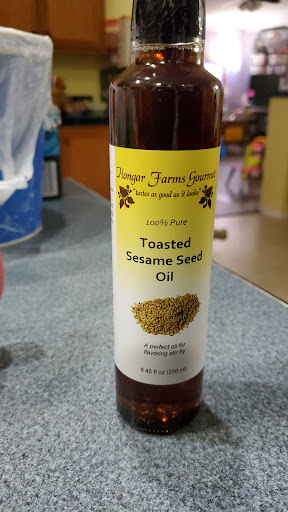 Hongar Farms Gourmet
"tastes as good as it looks"
100% Pure
Toasted
Sesame Seed
Oil
A perfect oil for
flavoring stir fry
8.45 fl oz (250 ml)